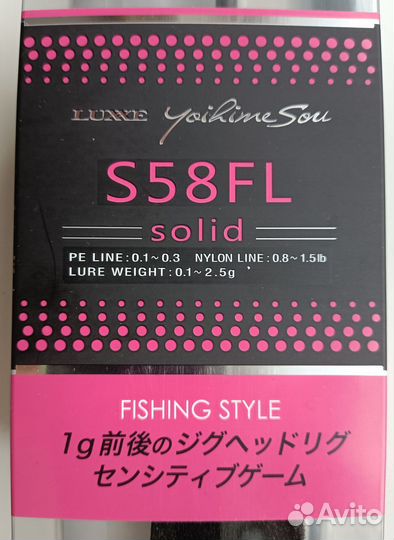 LUXXE Yoihime Sou
S58FL
solid
PE LINE:0.1~0.3 NYLON LINE:0.8~1.5lb
LURE WEIGHT:0.1~2.5g
FISHING STYLE
1g前後のジグヘッドリグ
センシティブゲーム
Avito